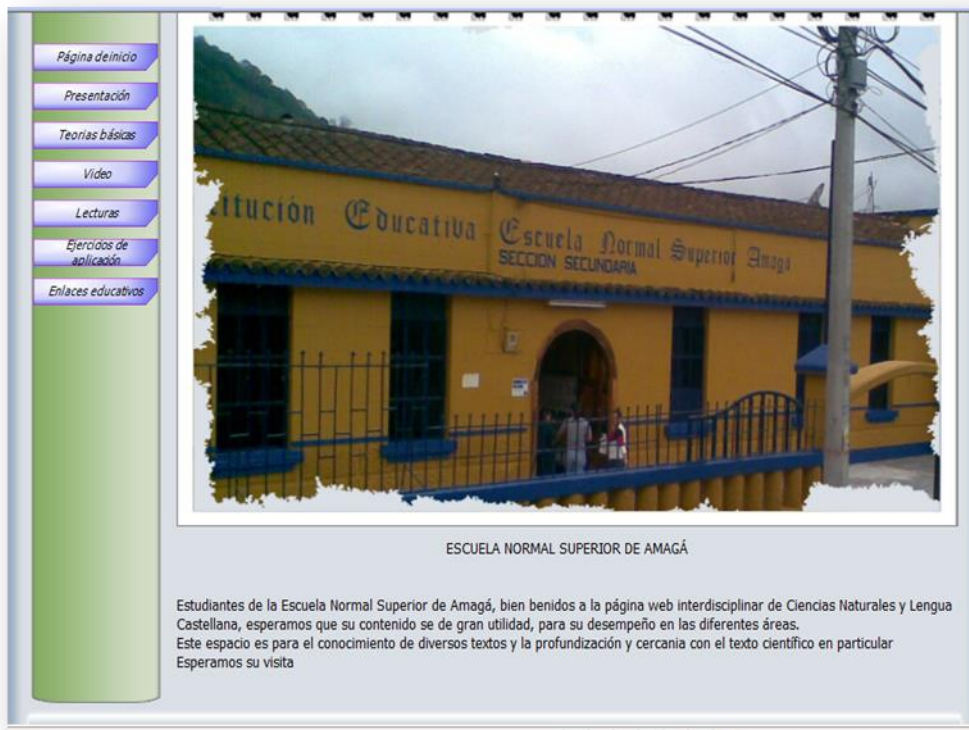 Página deinicio
Presentación
Teorias básicas
Video
Lecturas
Ejercicios de
aplicación
Enlaces educativos
Educativa Escuela Normal Superior Amagá
SECCION SECUNDARIA
ESCUELA NORMAL SUPERIOR DE AMAGÁ
Estudiantes de la Escuela Normal Superior de Amagá, bien benidos a la página web interdisciplinar de Ciencias Naturales y Lengua
Castellana, esperamos que su contenido se de gran utilidad, para su desempeño en las diferentes áreas.
Este espacio es para el conocimiento de diversos textos y la profundización y cercania con el texto científico en particular
Esperamos su visita